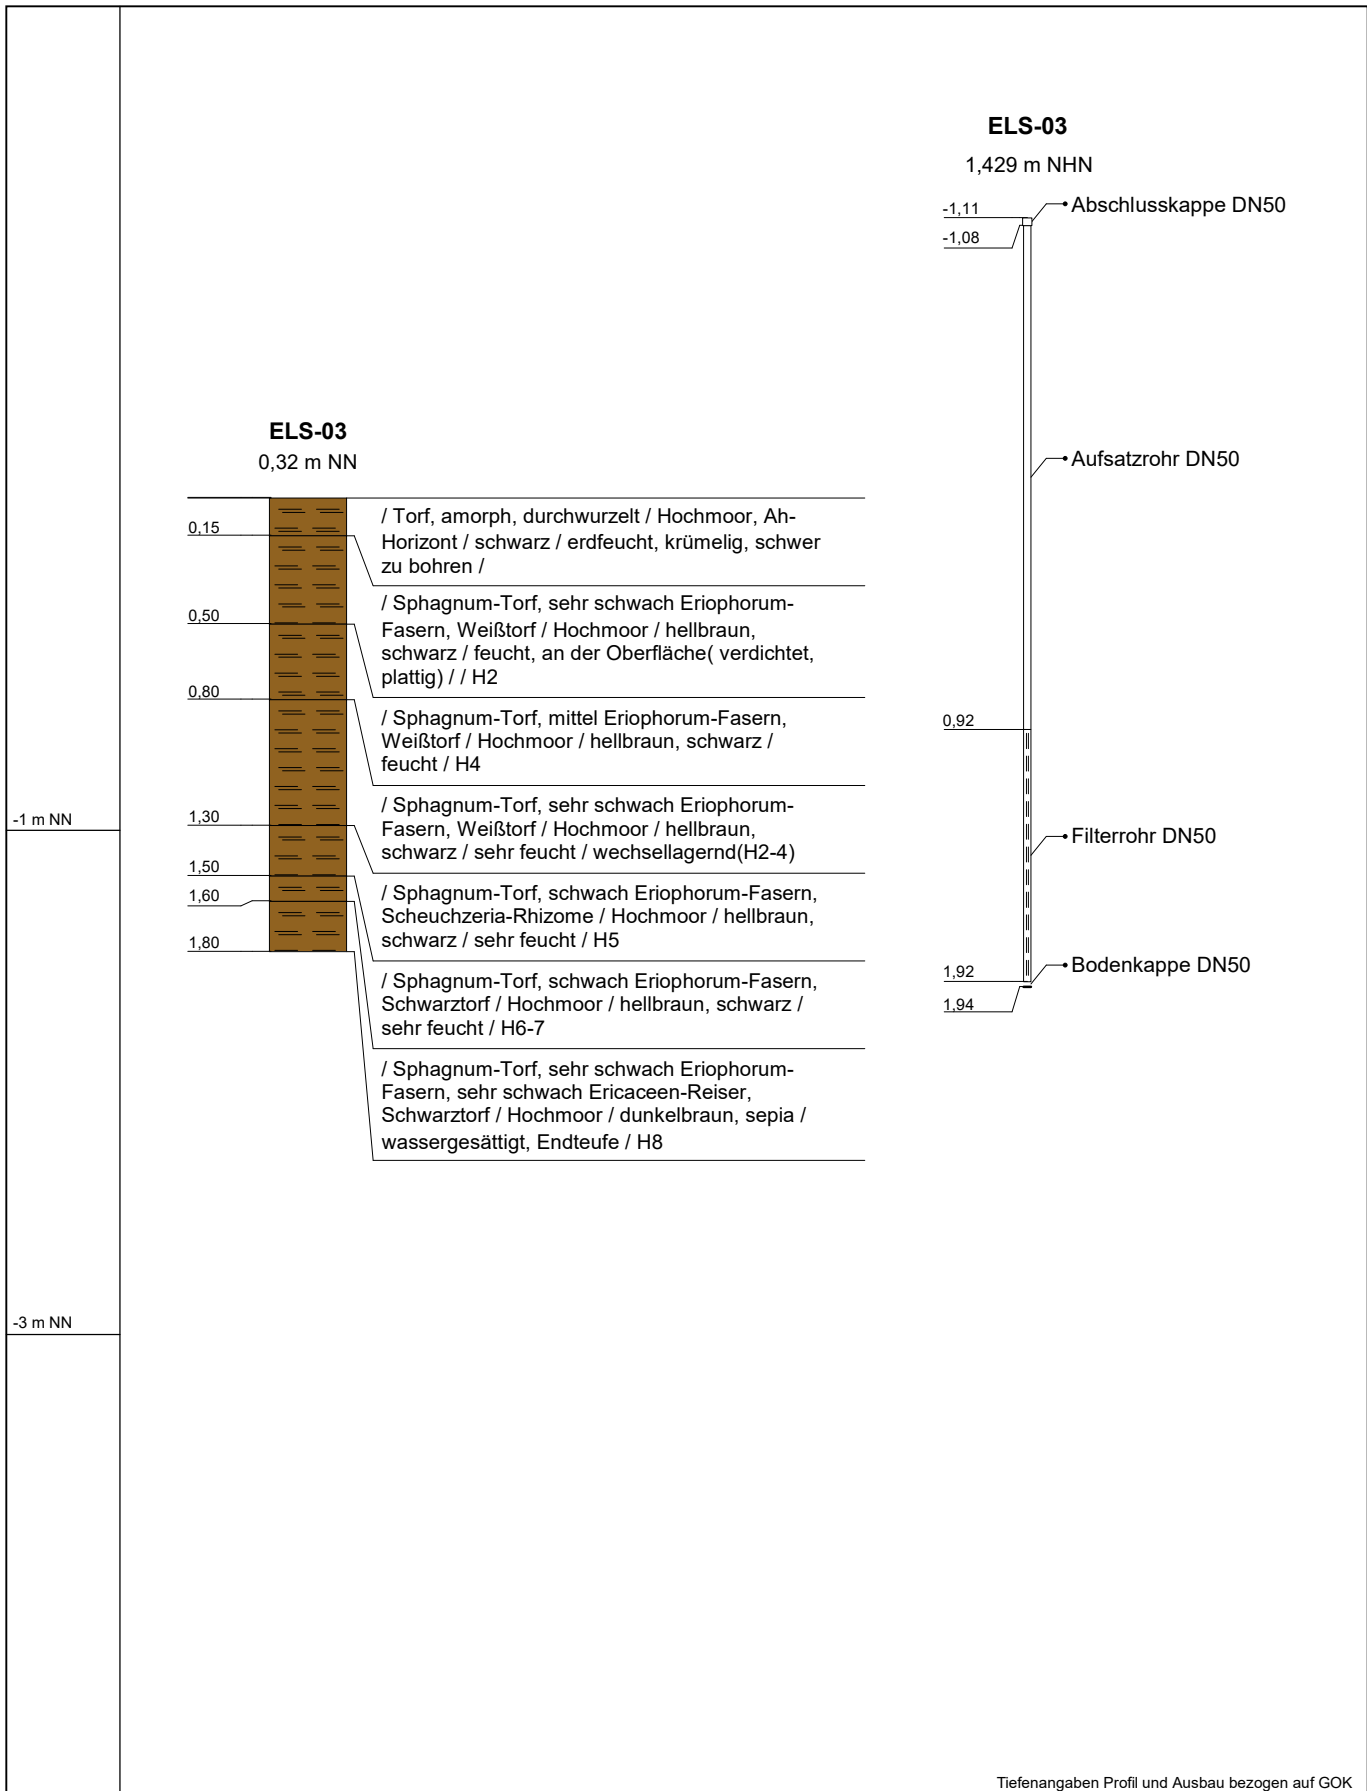 ELS-03
1,429 m NHN
-1,11
Abschlusskappe DN50
-1,08
Aufsatzrohr DN50
0,92
Filterrohr DN50
1,92
Bodenkappe DN50
1,94
ELS-03
0,32 m NN
0,15
0,50
0,80
1,30
1,50
1,60
1,80
/ Torf, amorph, durchwurzelt / Hochmoor, Ah-
Horizont / schwarz / erdfeucht, krümelig, schwer
zu bohren /
/ Sphagnum-Torf, sehr schwach Eriophorum-
Fasern, Weißtorf / Hochmoor / hellbraun,
schwarz / feucht, an der Oberfläche( verdichtet,
plattig) / / H2
/ Sphagnum-Torf, mittel Eriophorum-Fasern,
Weißtorf / Hochmoor / hellbraun, schwarz /
feucht / H4
/ Sphagnum-Torf, sehr schwach Eriophorum-
Fasern, Weißtorf / Hochmoor / hellbraun,
schwarz / sehr feucht / wechsellagernd(H2-4)
/ Sphagnum-Torf, schwach Eriophorum-Fasern,
Scheuchzeria-Rhizome / Hochmoor / hellbraun,
schwarz / sehr feucht / H5
/ Sphagnum-Torf, schwach Eriophorum-Fasern,
Schwarztorf / Hochmoor / hellbraun, schwarz /
sehr feucht / H6-7
/ Sphagnum-Torf, sehr schwach Eriophorum-
Fasern, sehr schwach Ericaceen-Reiser,
Schwarztorf / Hochmoor / dunkelbraun, sepia /
wassergesättigt, Endteufe / H8
-1 m NN
-3 m NN
Tiefenangaben Profil und Ausbau bezogen auf GOK